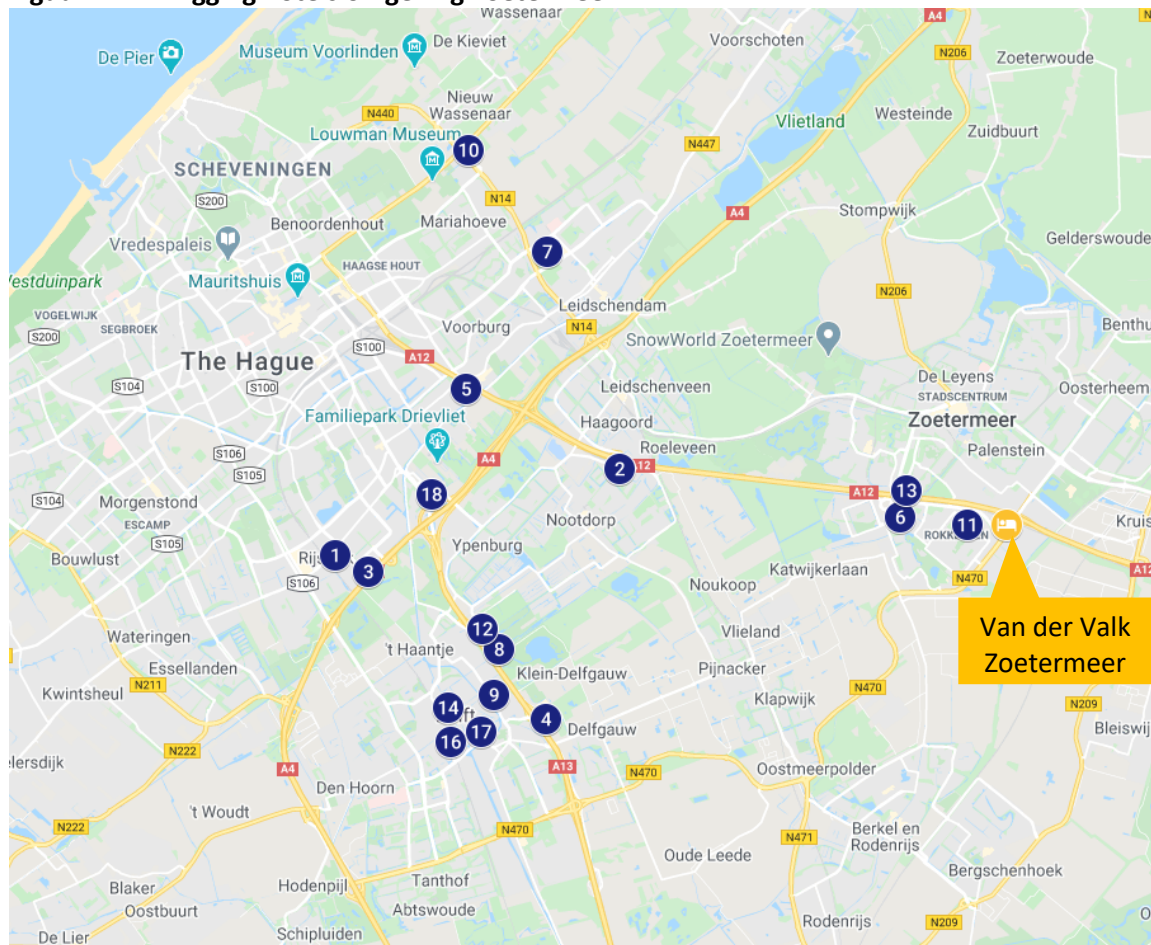 Wassenaar
De Pier
Museum Voorlinden
De Kieviet
Voorschoten
A4
N206
Zoeterwoude
Nieuw
Wassenaar
N440
Vlietland
Westeinde
Zuidbuurt
Louwman Museum
10
N447
SCHEVENINGEN
S200
N14
Benoordenhout
Mariahoeve
A4
Stompwijk
Vredespaleis
7
Gelderswoude
HAAGSE HOUT
Mauritshuis
Westduinpark
N206
VOGELWIJK
SEGBROEK
Leidschendam
S200
Voorburg
N14
SnowWorld Zoetermeer
Benthu
S100
The Hague
A12
S104
S100
5
Leidschenveen
De Leyens
STADSCENTRUM
Oosterheem
Familiepark Drievliet
Haagoord
Zoetermeer
S106
Roeleveen
Palenstein
A4
2
A12
S105
S104
Morgenstond
18
A12
13
ESCAMP
Nootdorp
6
11
Kruis
S105
Ypenburg
Bouwlust
1
3
Katwijkerlaan
A12
S106
Noukoop
N470
Wateringen
12
Vlieland
Van der Valk
Zoetermeer
't Haantje
8
Essellanden
Klein-Delfgauw
Pijnacker
N211
Kwintsheul
9
Klapwijk
N470
N209
14
4
Delfgauw
Bleiswij
17
16
N222
A4
A13
N470
Oostmeerpolder
Den Hoorn
't Woudt
N222
N470
N471
Berkel en
Rodenrijs
Oude Leede
Bergschenhoek
Tanthof
Blaker
Hodenpijl
Oostbuurt
Abtswoude
Rodenrijs
N209
De Lier
Schipluiden